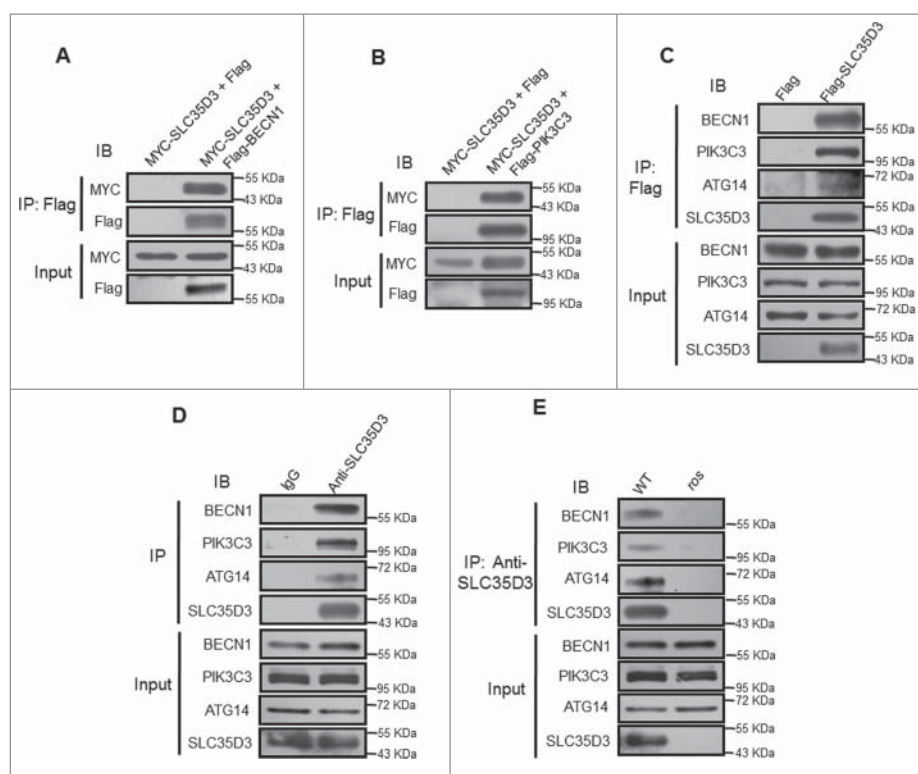 A
MYC-SLC35D3 + Flag
MYC-SLC35D3 +
Flag-BECN1
IB
IP: Flag
MYC
55 KDa
43 KDa
Flag
55 KDa
Input
MYC
55 KDa
43 KDa
Flag
55 KDa
B
MYC-SLC35D3 + Flag
MYC-SLC35D3 +
Flag-PIK3C3
IB
IP: Flag
MYC
55 KDa
43 KDa
Flag
95 KDa
Input
MYC
55 KDa
43 KDa
Flag
95 KDa
C
Flag
Flag-SLC35D3
IB
IP:
Flag
BECN1
55 KDa
PIK3C3
95 KDa
ATG14
72 KDa
SLC35D3
55 KDa
43 KDa
Input
BECN1
55 KDa
PIK3C3
95 KDa
ATG14
72 KDa
SLC35D3
55 KDa
43 KDa
D
IgG
Anti-SLC35D3
IB
IP
BECN1
55 KDa
PIK3C3
95 KDa
ATG14
72 KDa
SLC35D3
55 KDa
43 KDa
Input
BECN1
55 KDa
PIK3C3
95 KDa
ATG14
72 KDa
SLC35D3
55 KDa
43 KDa
E
WT
ros
IB
IP: Anti-
SLC35D3
BECN1
55 KDa
PIK3C3
95 KDa
ATG14
72 KDa
SLC35D3
55 KDa
43 KDa
Input
BECN1
55 KDa
PIK3C3
95 KDa
ATG14
72 KDa
SLC35D3
55 KDa
43 KDa